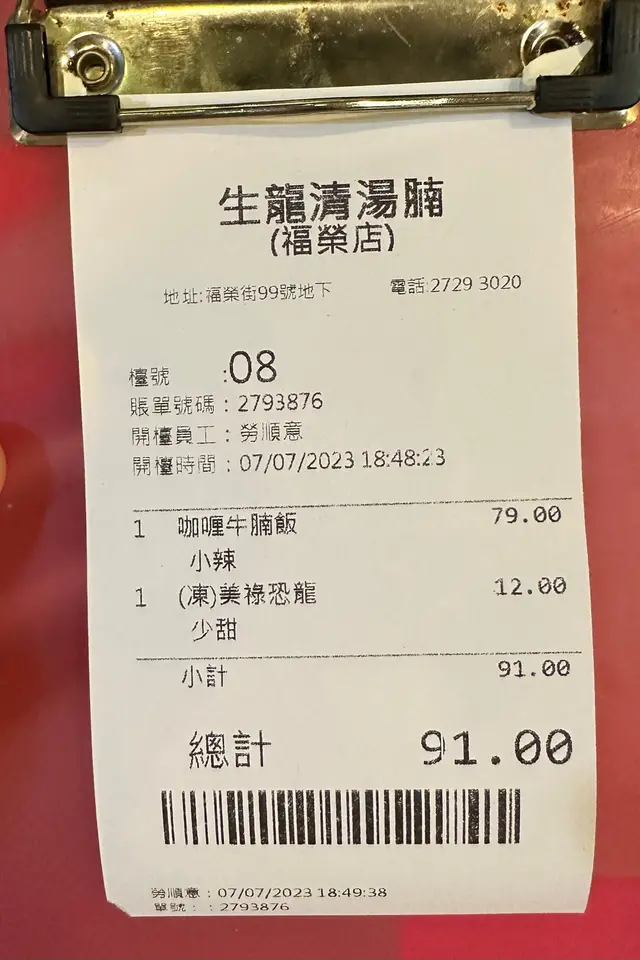 生龍清湯腩
(福榮店)
地址:福榮街99號地下 電話:2729 3020
檯號 :08
賬單號碼：2793876
開檯員工：勞順意
開檯時間：07/07/2023 18:48:23
1 咖喱牛腩飯 79.00
小辣
1 (凍)美祿恐龍 12.00
少甜
小計 91.00
總計 91.00
勞順意：07/07/2023 18:49:38
單號：：2793876